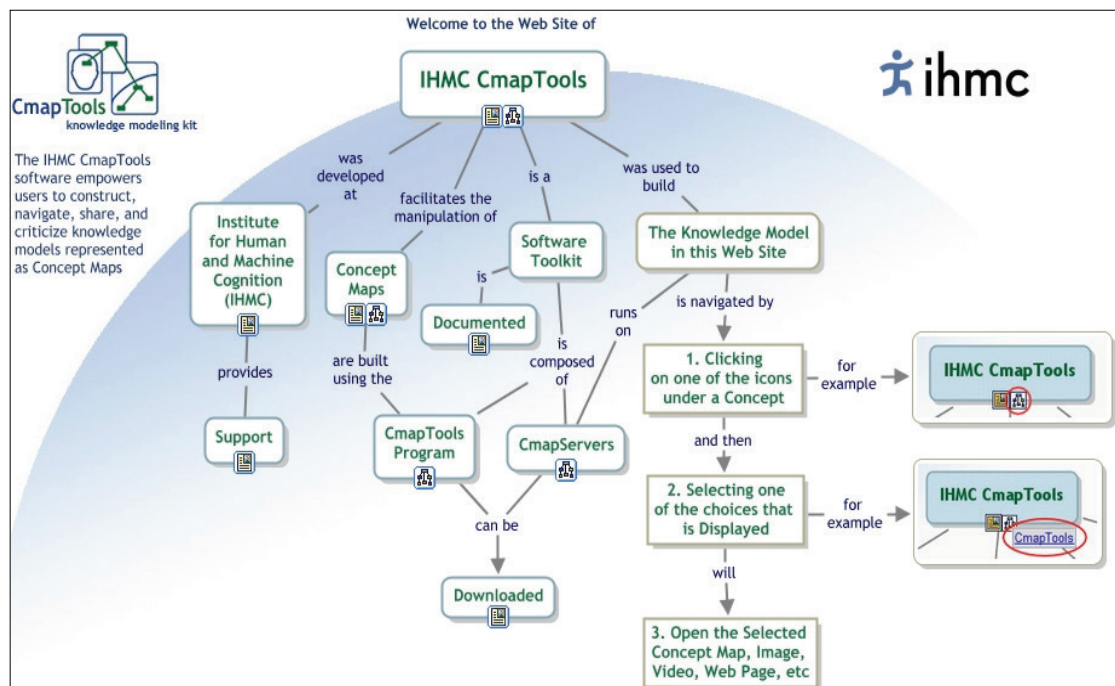 Welcome to the Web Site of
IHMC CmapTools
ihmc
CmapTools
knowledge modeling kit
The IHMC CmapTools
software empowers
users to construct,
navigate, share, and
criticize knowledge
models represented
as Concept Maps
was
developed
at
facilitates the
manipulation of
is a
was used to
build
Institute
for Human
and Machine
Cognition
(IHMC)
Concept
Maps
Software
Toolkit
The Knowledge Model
in this Web Site
is
Documented
runs
on
is navigated by
provides
are built
using the
is
composed
of
1. Clicking
on one of the icons
under a Concept
for
example
IHMC CmapTools
Support
CmapTools
Program
CmapServers
and then
2. Selecting one
of the choices that
is Displayed
for
example
IHMC CmapTools
CmapTools
can be
will
Downloaded
3. Open the Selected
Concept Map, Image,
Video, Web Page, etc